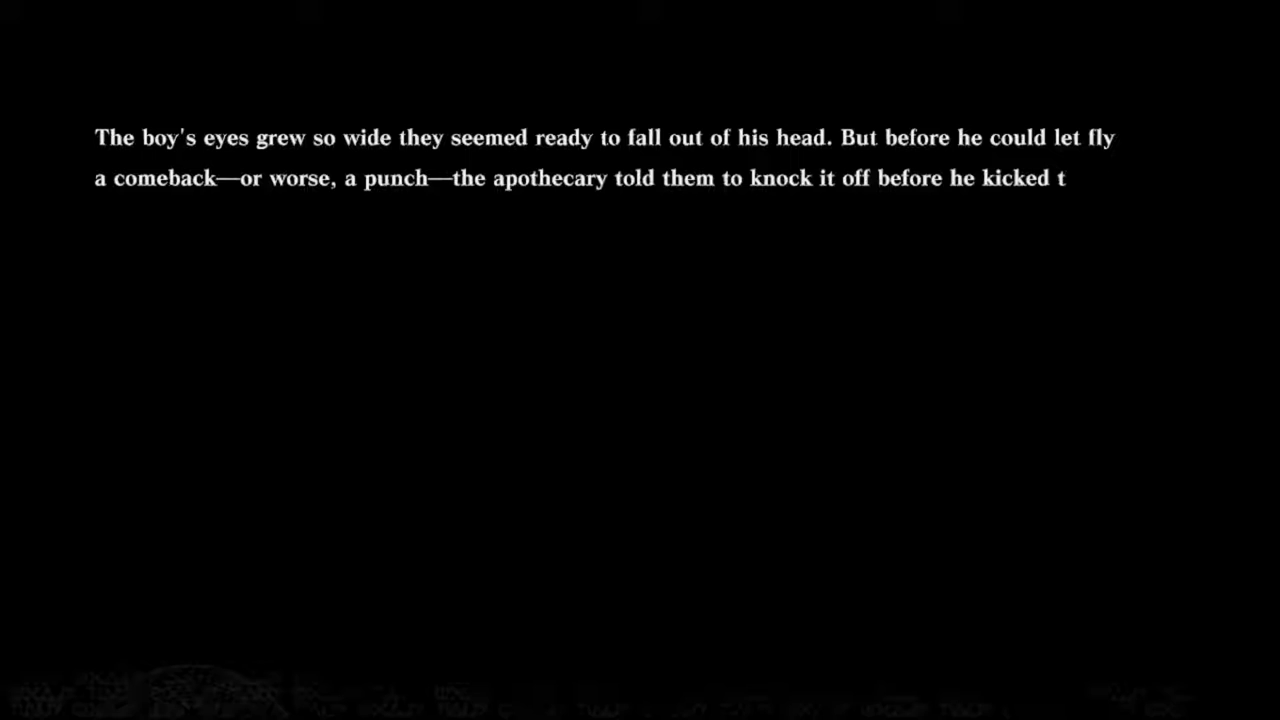 The boy's eyes grew so wide they seemed ready to fall out of his head. But before he could let fly
a comeback—or worse, a punch—the apothecary told them to knock it off before he kicked t